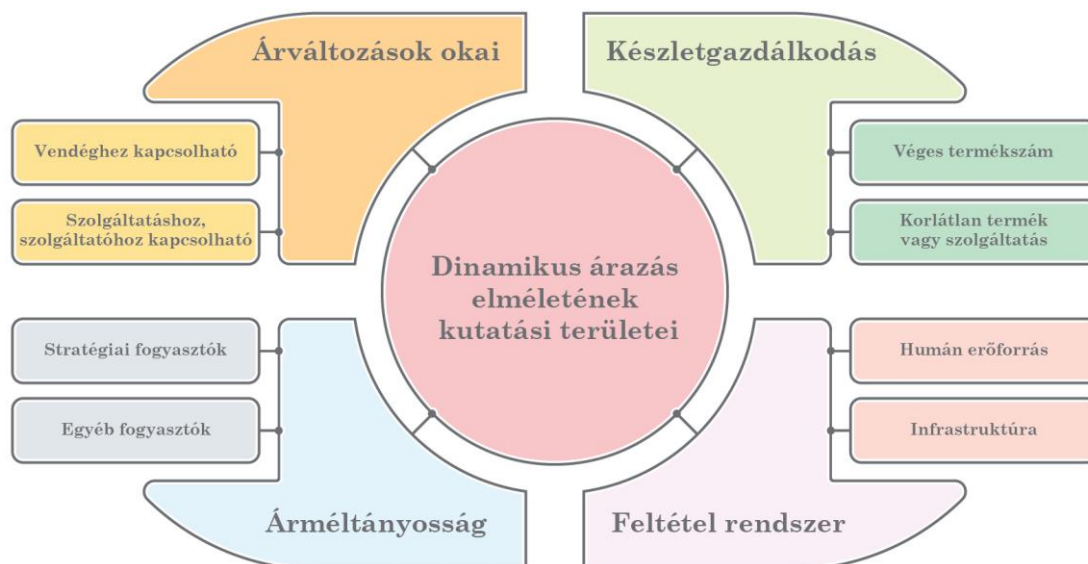 Árváltozások okai
Vendéghez kapcsolható
Szolgáltatáshoz,
szolgáltatóhoz kapcsolható
Készletgazdálkodás
Véges termékszám
Korlátlan termék
vagy szolgáltatás
Dinamikus árazás
elméletének
kutatási területei
Stratégiai fogyasztók
Egyéb fogyasztók
Árméltányosság
Humán erőforrás
Infrastruktúra
Feltétel rendszer